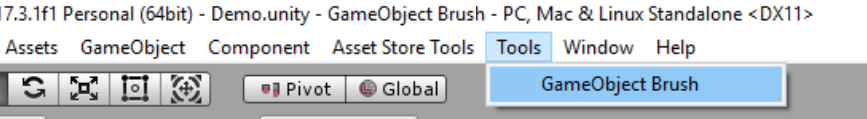 17.3.1f1 Personal (64bit) - Demo.unity - GameObject Brush - PC, Mac & Linux Standalone <DX11>
Assets GameObject Component Asset Store Tools Tools Window Help
GameObject Brush
Pivot Global